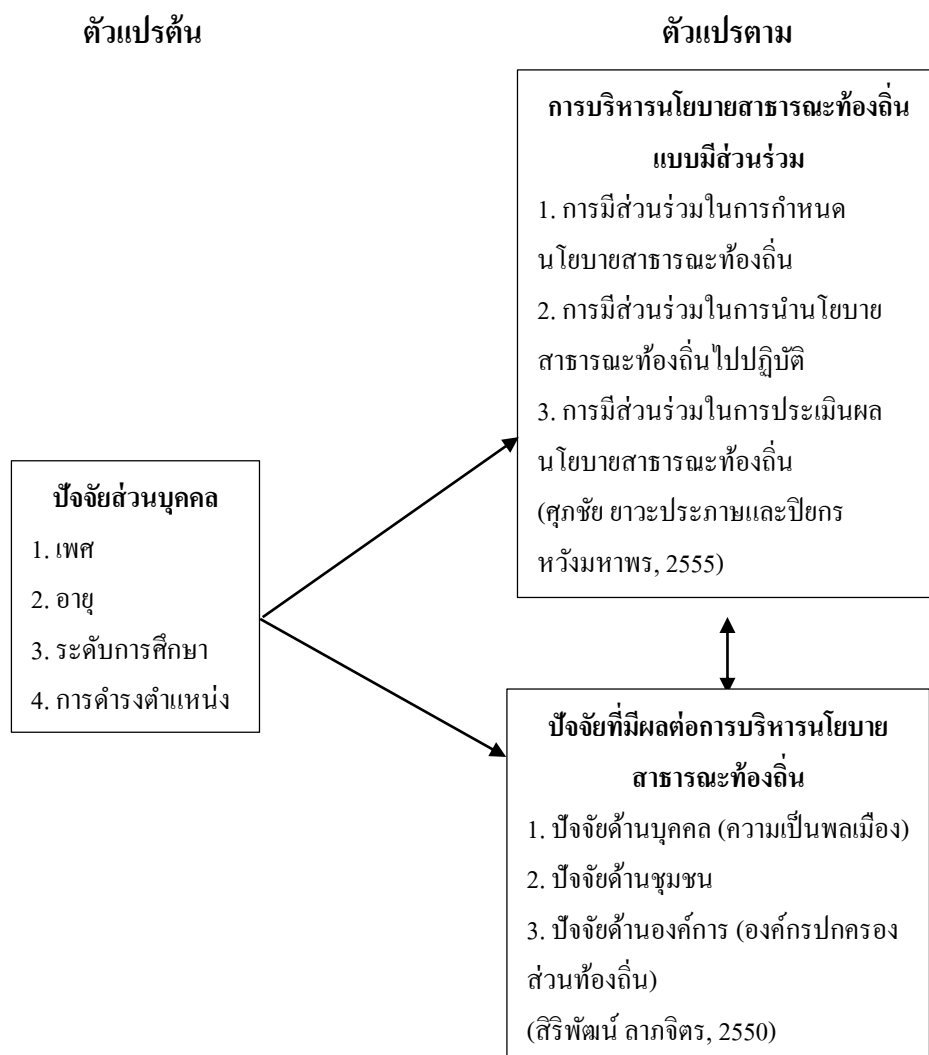 ตัวแปรต้น
ตัวแปรตาม
การบริหารนโยบายสาธารณะท้องถิ่น
แบบมีส่วนร่วม
1. การมีส่วนร่วมในการกำหนด
นโยบายสาธารณะท้องถิ่น
2. การมีส่วนร่วมในการนำนโยบาย
สาธารณะท้องถิ่นไปปฏิบัติ
3. การมีส่วนร่วมในการประเมินผล
นโยบายสาธารณะท้องถิ่น
(ศุภชัย ยาวะประภาษและปิยกร
หวังมหาพร, 2555)
ปัจจัยส่วนบุคคล
1. เพศ
2. อายุ
3. ระดับการศึกษา
4. การดำรงตำแหน่ง
ปัจจัยที่มีผลต่อการบริหารนโยบาย
สาธารณะท้องถิ่น
1. ปัจจัยด้านบุคคล (ความเป็นพลเมือง)
2. ปัจจัยด้านชุมชน
3. ปัจจัยด้านองค์การ (องค์กรปกครอง
ส่วนท้องถิ่น)
(สิริพัฒน์ ลาภจิตร, 2550)